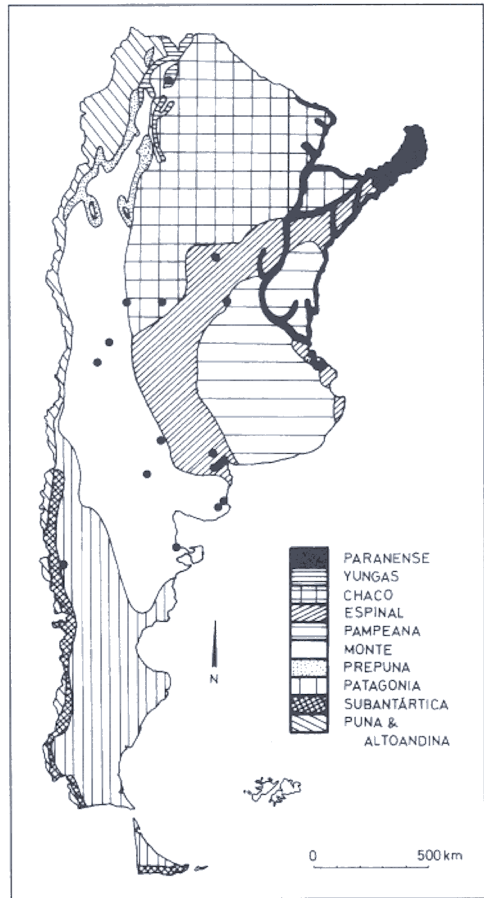 PARANENSE
YUNGAS
CHACO
ESPINAL
PAMPEANA
MONTE
PREPUNA
PATAGONIA
SUBANTÁRTICA
PUNA &
ALTOANDINA
N
0 500 km